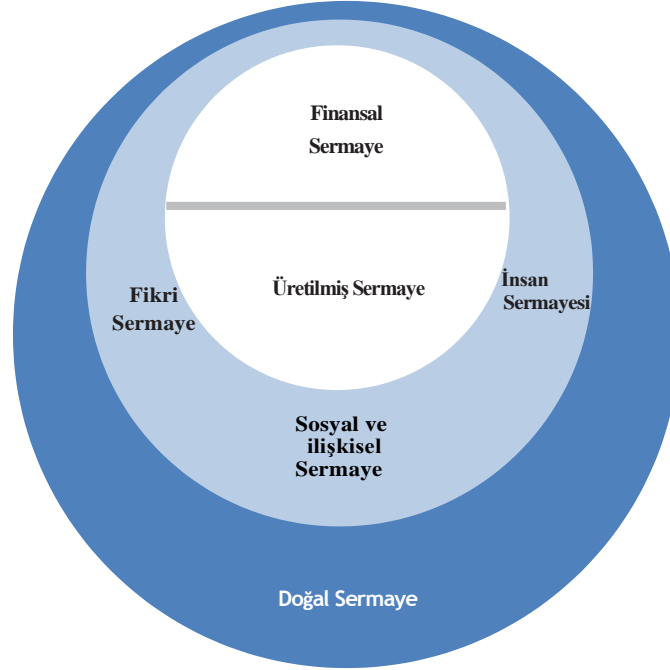 Finansal
Sermaye
Üretilmiş Sermaye
Fikri
Sermaye
İnsan
Sermayesi
Sosyal ve
ilişkisel
Sermaye
Doğal Sermaye